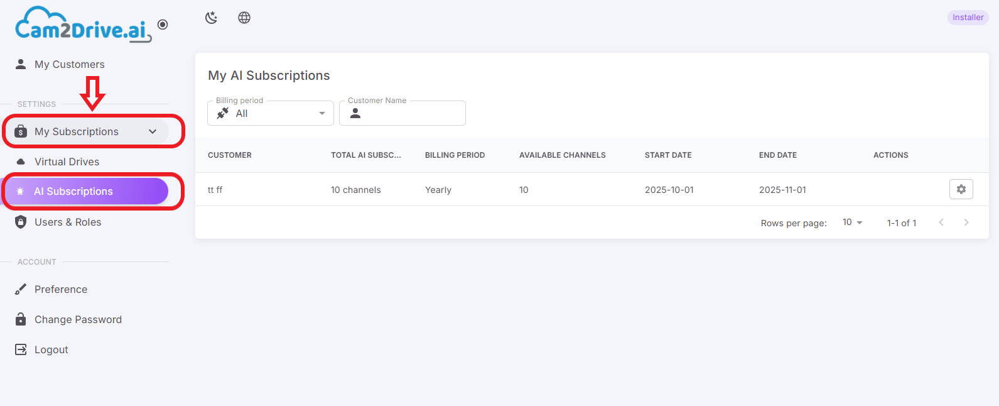 Cam2Drive.ai
Installer
My Customers
SETTINGS
My Subscriptions
Virtual Drives
AI Subscriptions
Users & Roles
ACCOUNT
Preference
Change Password
Logout
My AI Subscriptions
Billing period Customer Name
All
CUSTOMER TOTAL AI SUBSC... BILLING PERIOD AVAILABLE CHANNELS START DATE END DATE ACTIONS
tt ff 10 channels Yearly 10 2025-10-01 2025-11-01
Rows per page: 10 1-1 of 1